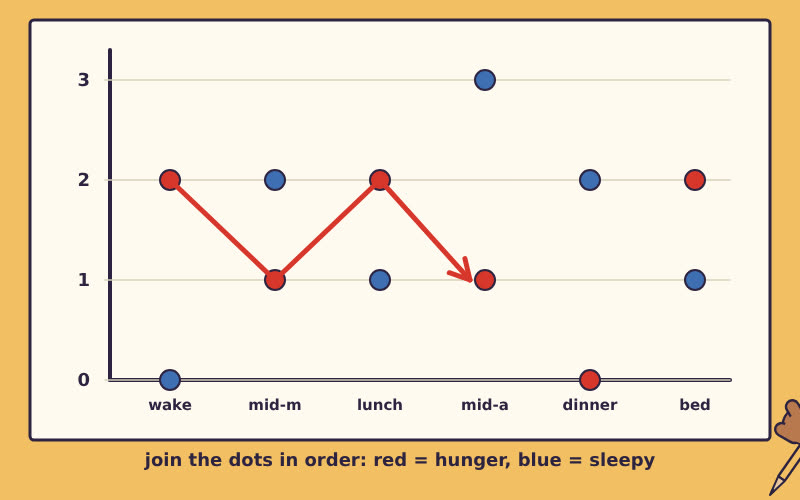 3
2
1
0
wake mid-m lunch mid-a dinner bed
join the dots in order: red = hunger, blue = sleepy